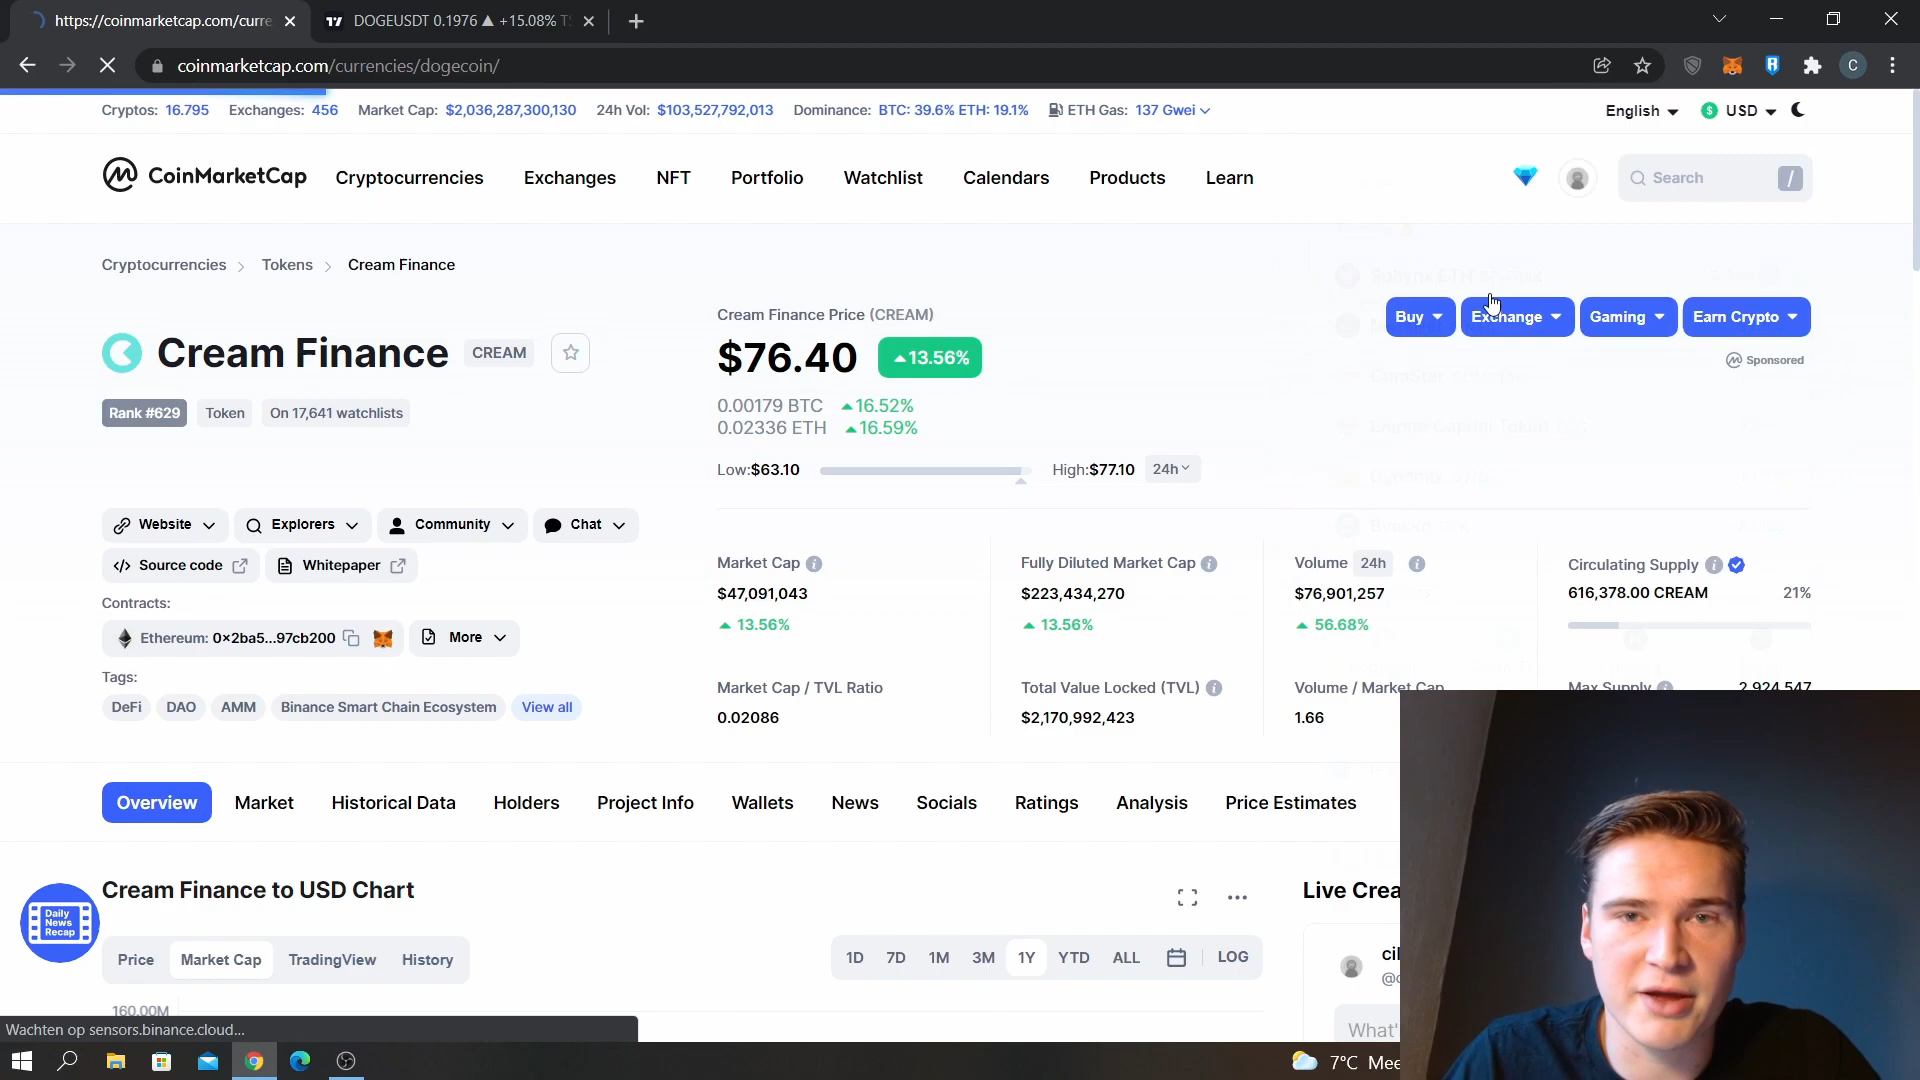 https://coinmarketcap.com/curre
DOGEUSDT 0.1976 ▲ +15.08%
coinmarketcap.com/currencies/dogecoin/
C
Cryptos: 16.795 Exchanges: 456 Market Cap: $2,036,287,300,130 24h Vol: $103,527,792,013 Dominance: BTC: 39.6% ETH: 19.1% ETH Gas: 137 Gwei
English USD
CoinMarketCap Cryptocurrencies Exchanges NFT Portfolio Watchlist Calendars Products Learn Search /
Cryptocurrencies > Tokens > Cream Finance
Cream Finance CREAM
Rank #629 Token On 17,641 watchlists
Cream Finance Price (CREAM)
$76.40 13.56%
0.00179 BTC 16.52%
0.02336 ETH 16.59%
Low:$63.10 High:$77.10 24h
Buy Exchange Gaming Earn Crypto
Sponsored
Website Explorers Community Chat
Source code Whitepaper
Contracts:
Ethereum: 0x2ba5...97cb200 More
Tags:
DeFi DAO AMM Binance Smart Chain Ecosystem View all
Market Cap
$47,091,043
13.56%
Fully Diluted Market Cap
$223,434,270
13.56%
Volume 24h
$76,901,257
56.68%
Circulating Supply
616,378.00 CREAM 21%
Market Cap / TVL Ratio
0.02086
Total Value Locked (TVL)
$2,170,992,423
Volume / Market Cap
1.66
Max Supply 2,924,547
Overview Market Historical Data Holders Project Info Wallets News Socials Ratings Analysis Price Estimates
Daily
News
Recap
Cream Finance to USD Chart
Live Crea
Price Market Cap TradingView History
1D 7D 1M 3M 1Y YTD ALL LOG
160.00M
cil
What'
Wachten op sensors.binance.cloud...
7°C Mee